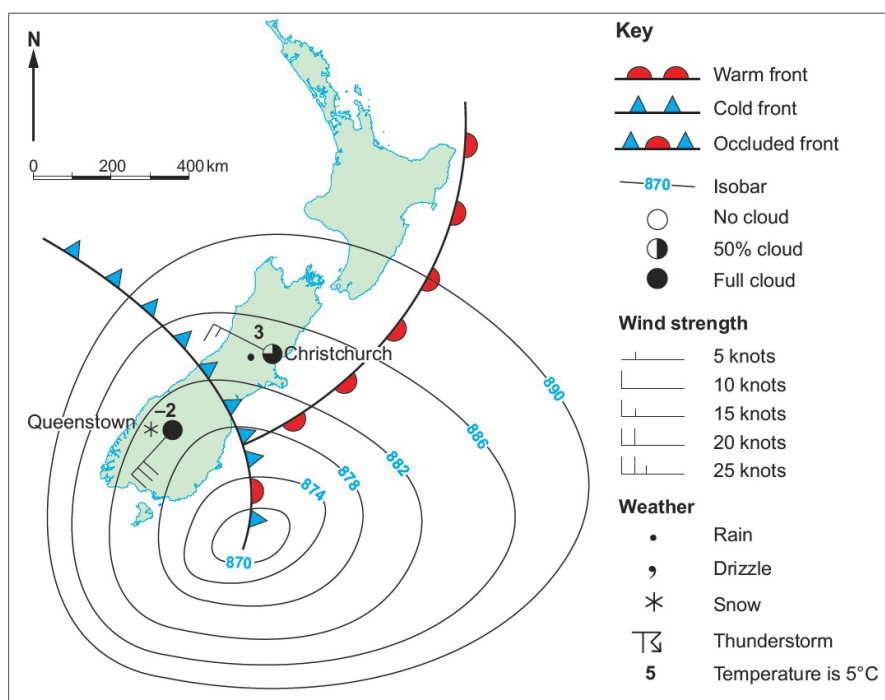 N
0 200 400 km
3
Christchurch
–2
Queenstown
890
886
882
878
874
870
Key
Warm front
Cold front
Occluded front
870 Isobar
No cloud
50% cloud
Full cloud
Wind strength
5 knots
10 knots
15 knots
20 knots
25 knots
Weather
Rain
Drizzle
Snow
Thunderstorm
5 Temperature is 5°C